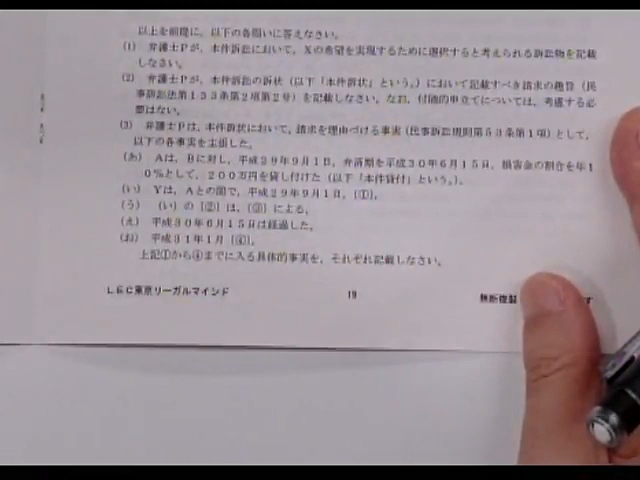 以上を前提に、以下の各問いに答えなさい。
(1) 弁護士Pが、本件訴訟において、Xの希望を実現するために選択すると考えられる訴訟物を記載
しなさい。
(2) 弁護士Pが、本件訴訟の訴状（以下「本件訴状」という。）において記載すべき請求の趣旨（民
事訴訟法第133条第2項第2号）を記載しなさい。なお、付随的申立てについては、考慮する必
要はない。
(3) 弁護士Pは、本件訴状において、請求を理由づける事実（民事訴訟規則第53条第1項）として、
以下の各事実を主張した。
(あ) Aは、Bに対し、平成29年9月1日、弁済期を平成30年6月15日、損害金の割合を年1
0％として、200万円を貸し付けた（以下「本件貸付」という。）。
(い) Yは、Aとの間で、平成29年9月1日、〔①〕。
(う) (い)の〔②〕は、〔③〕による。
(え) 平成30年6月15日は経過した。
(お) 平成31年1月〔④〕。
上記①から④までに入る具体的事実を、それぞれ記載しなさい。
LEC東京リーガルマインド
19
無断複製 す